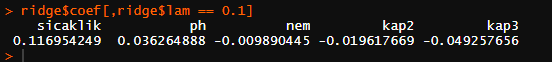 > ridge$coef[,ridge$lam == 0.1]
sicaklik ph nem kap2 kap3
0.116954249 0.036264888 -0.009890445 -0.019617669 -0.049257656
>